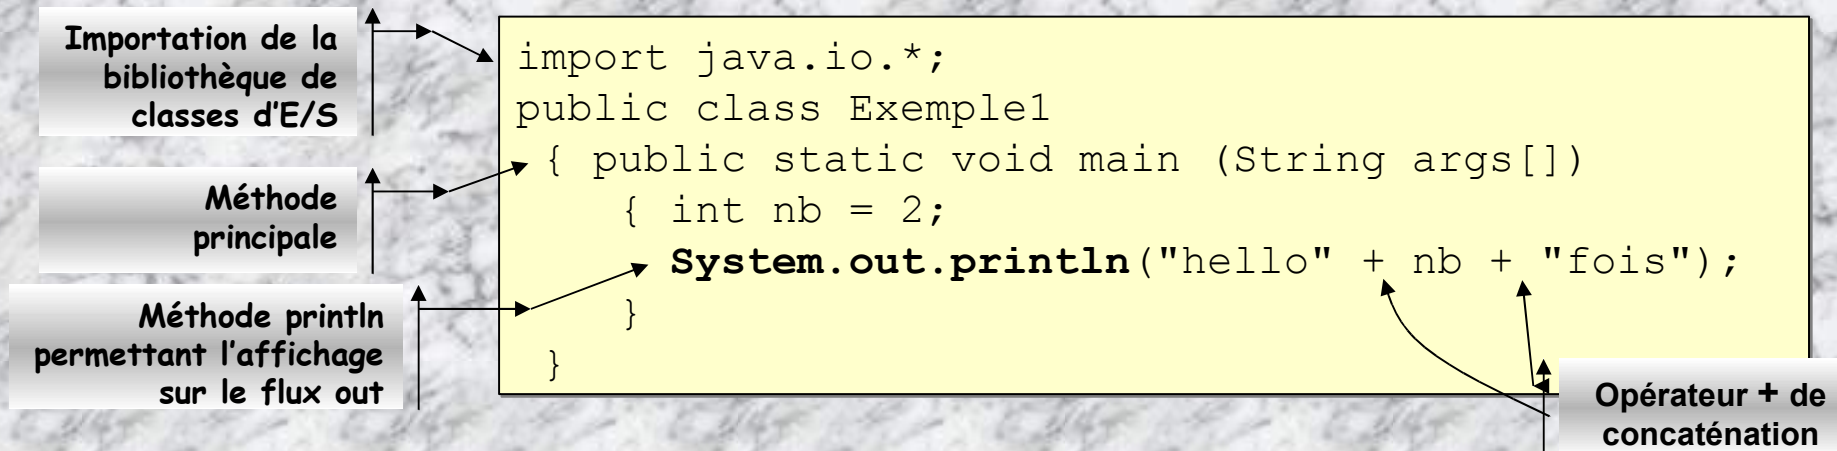 Importation de la
bibliothèque de
classes d’E/S
Méthode
principale
Méthode println
permettant l’affichage
sur le flux out
import java.io.*;
public class Exemple1
{ public static void main (String args[])
{ int nb = 2;
System.out.println("hello" + nb + "fois");
}
}
Opérateur + de
concaténation